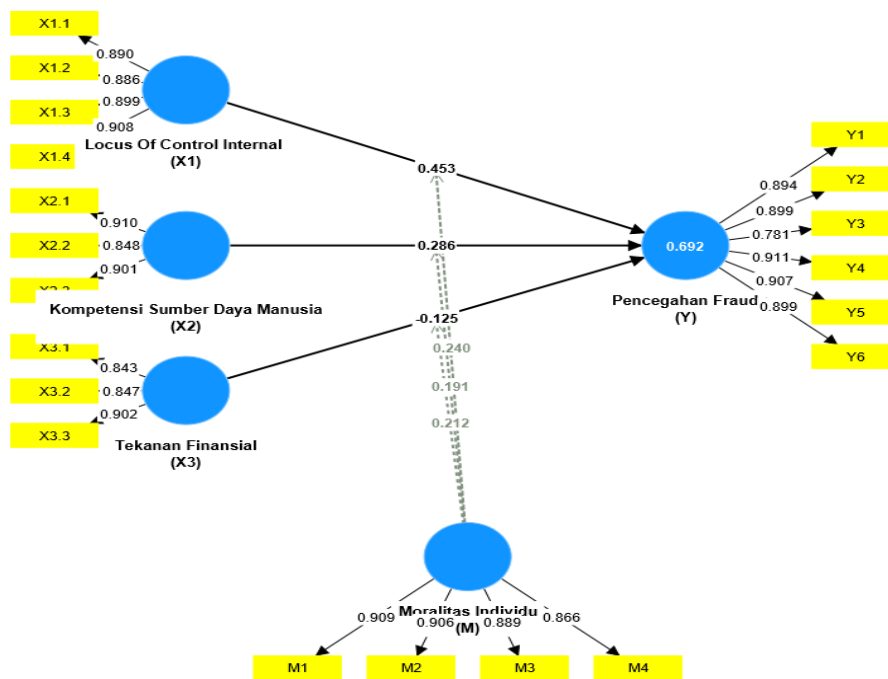 X1.1
0.890
X1.2
0.886
0.899
X1.3
0.908
X1.4
Locus Of Control Internal
(X1)
X2.1
0.910
X2.2
0.848
0.901
Kompetensi Sumber Daya Manusia
(X2)
X3.1
0.843
X3.2
0.847
0.902
X3.3
Tekanan Finansial
(X3)
0.453
0.286
-0.125
0.240
0.191
0.212
0.692
Pencegahan Fraud
(Y)
Y1
0.894
Y2
0.899
Y3
0.781
0.911
Y4
0.907
Y5
0.899
Y6
Moralitas Individu
(M)
0.909
0.906
0.889
0.866
M1
M2
M3
M4